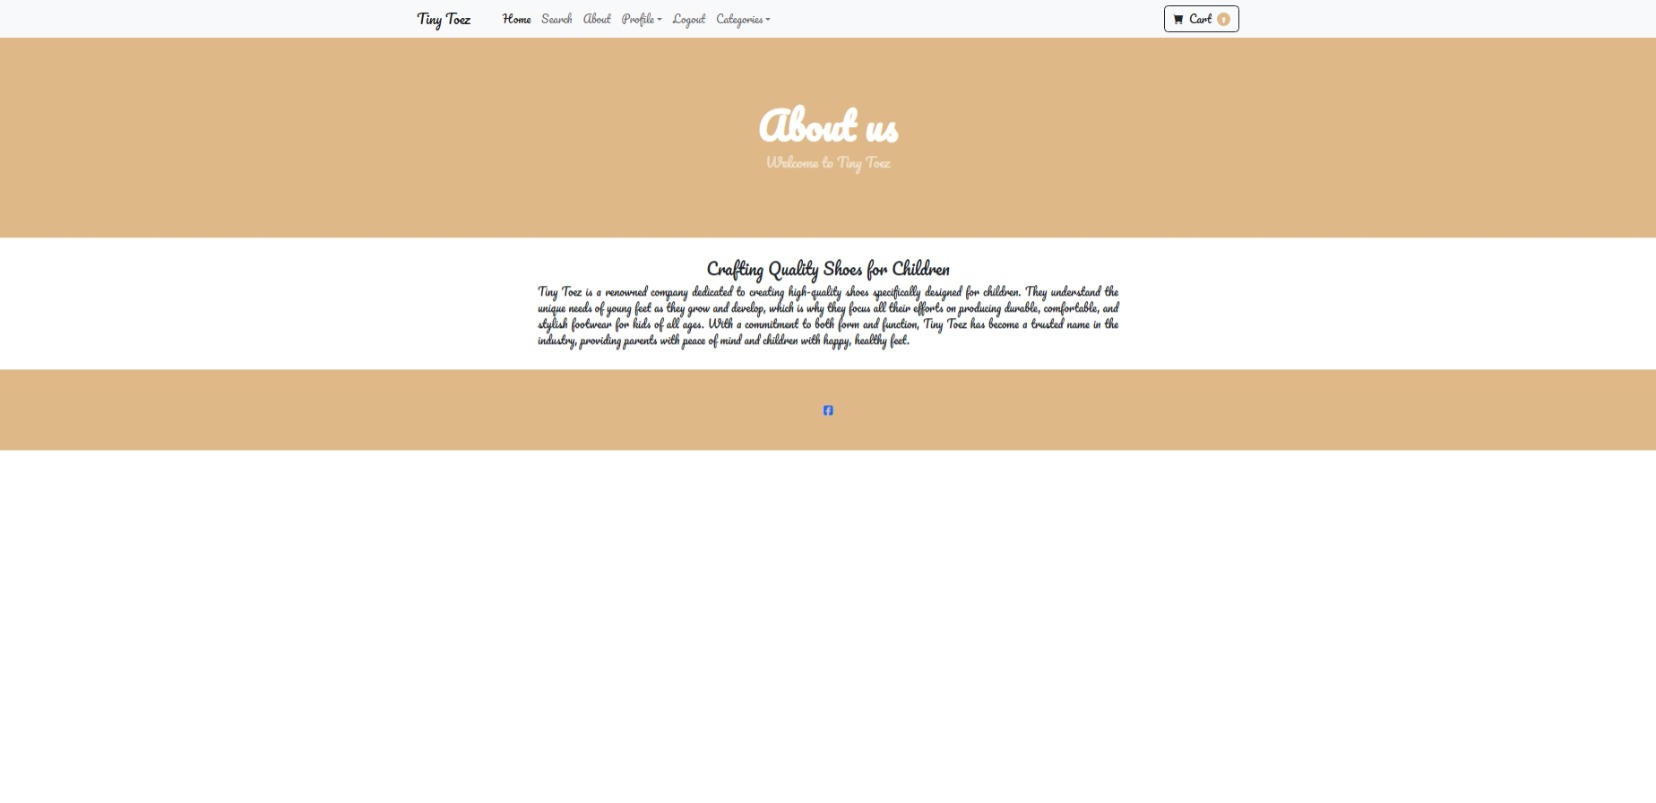 Tiny Toez Home Search About Profile Logout Categories Cart 1
About us
Welcome to Tiny Toez
Crafting Quality Shoes for Children
Tiny Toez is a renowned company dedicated to creating high-quality shoes specifically designed for children. They understand the
unique needs of young feet as they grow and develop, which is why they focus all their efforts on producing durable, comfortable, and
stylish footwear for kids of all ages. With a commitment to both form and function, Tiny Toez has become a trusted name in the
industry, providing parents with peace of mind and children with happy, healthy feet.